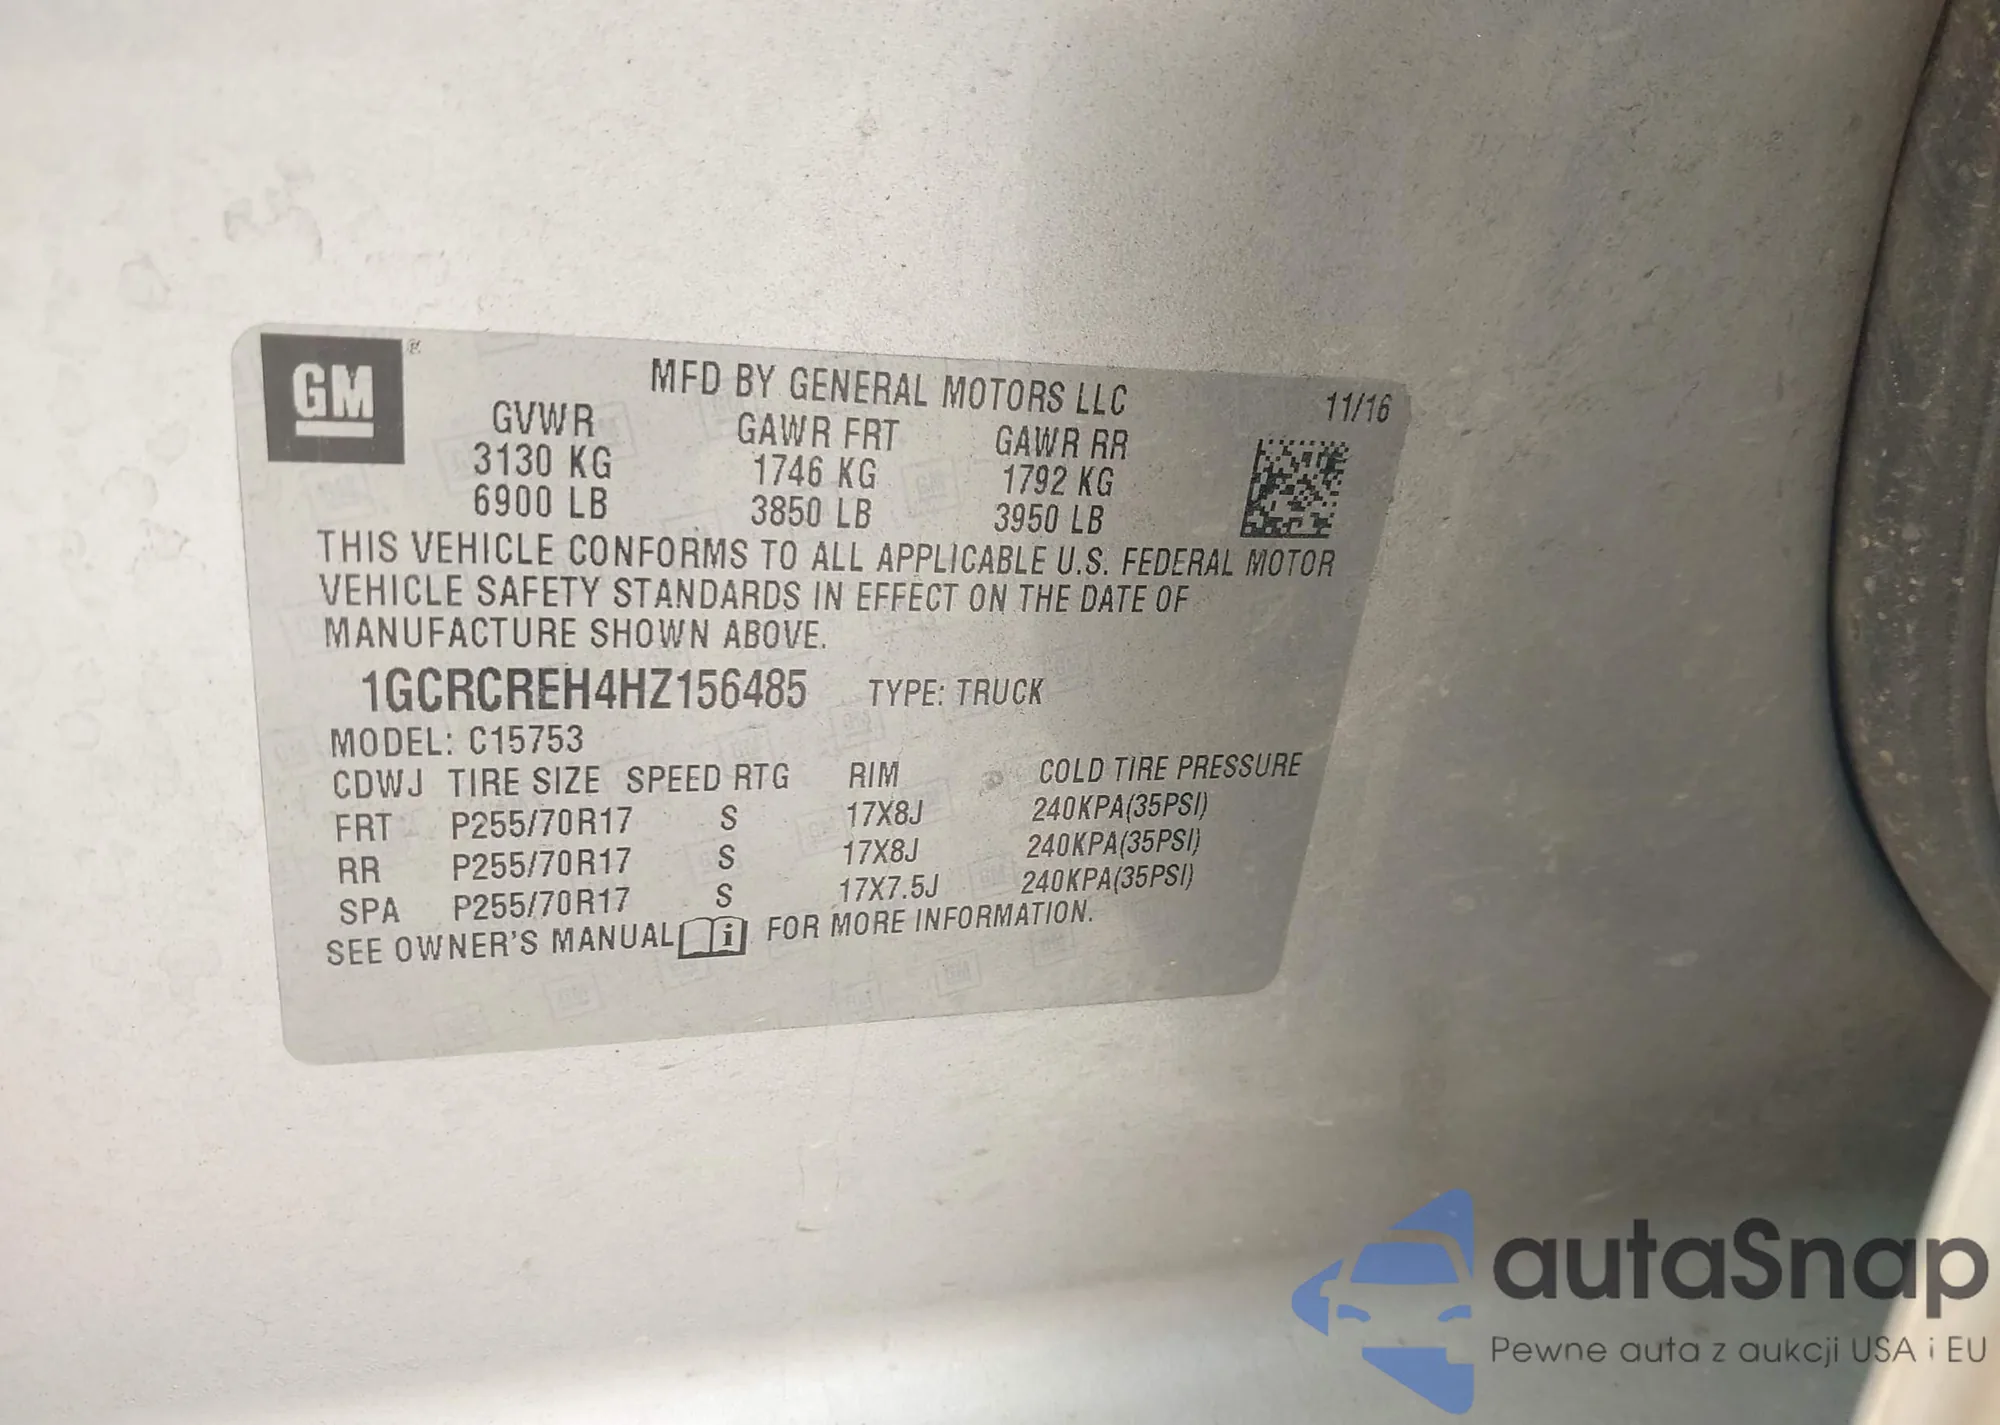 GM®
MFD BY GENERAL MOTORS LLC 11/16
GVWR GAWR FRT GAWR RR
3130 KG 1746 KG 1792 KG
6900 LB 3850 LB 3950 LB
THIS VEHICLE CONFORMS TO ALL APPLICABLE U.S. FEDERAL MOTOR
VEHICLE SAFETY STANDARDS IN EFFECT ON THE DATE OF
MANUFACTURE SHOWN ABOVE.
1GCRCREH4HZ156485 TYPE: TRUCK
MODEL: C15753
CDWJ TIRE SIZE SPEED RTG RIM COLD TIRE PRESSURE
FRT P255/70R17 S 17X8J 240KPA(35PSI)
RR P255/70R17 S 17X8J 240KPA(35PSI)
SPA P255/70R17 S 17X7.5J 240KPA(35PSI)
SEE OWNER'S MANUAL i FOR MORE INFORMATION.
autaSnap
Pewne auta z aukcji USA i EU